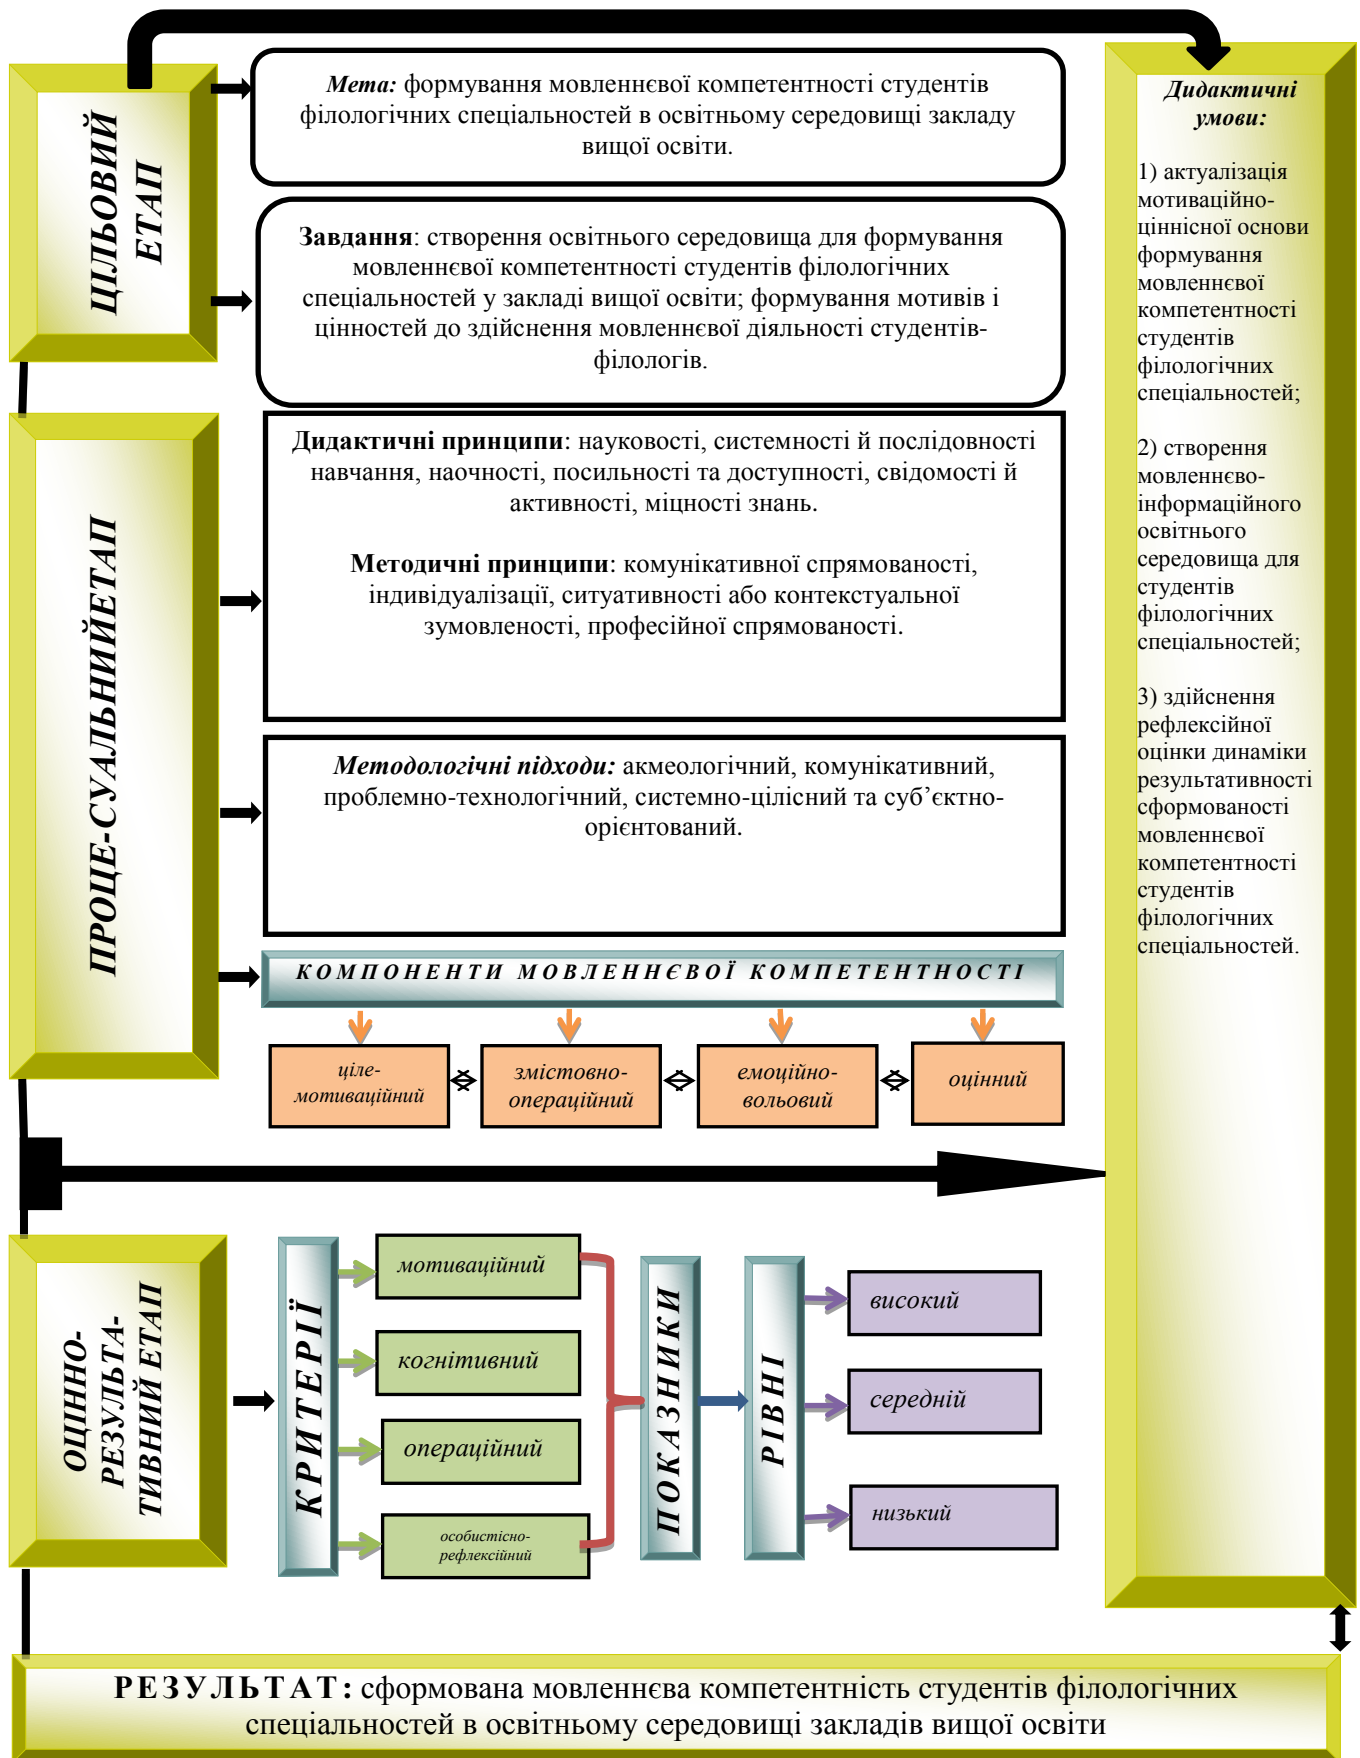 ЦІЛЬОВИЙ
ЕТАП
Мета: формування мовленнєвої компетентності студентів
філологічних спеціальностей в освітньому середовищі закладу
вищої освіти.
Завдання: створення освітнього середовища для формування
мовленнєвої компетентності студентів філологічних
спеціальностей у закладі вищої освіти; формування мотивів і
цінностей до здійснення мовленнєвої діяльності студентів-
філологів.
ПРОЦЕ-СУАЛЬНИЙЕТАП
Дидактичні принципи: науковості, системності й послідовності
навчання, наочності, посильності та доступності, свідомості й
активності, міцності знань.
Методичні принципи: комунікативної спрямованості,
індивідуалізації, ситуативності або контекстуальної
зумовленості, професійної спрямованості.
Методологічні підходи: акмеологічний, комунікативний,
проблемно-технологічний, системно-цілісний та суб’єктно-
орієнтований.
КОМПОНЕНТИ МОВЛЕННЄВОЇ КОМПЕТЕНТНОСТІ
ціле-
мотиваційний
змістовно-
операційний
емоційно-
вольовий
оцінний
Дидактичні
умови:
1) актуалізація
мотиваційно-
ціннісної основи
формування
мовленнєвої
компетентності
студентів
філологічних
спеціальностей;
2) створення
мовленнєво-
інформаційного
освітнього
середовища для
студентів
філологічних
спеціальностей;
3) здійснення
рефлексійної
оцінки динаміки
результативності
сформованості
мовленнєвої
компетентності
студентів
філологічних
спеціальностей.
ОЦІННО-
РЕЗУЛЬТА-
ТИВНИЙ ЕТАП
КРИТЕРІЇ
мотиваційний
когнітивний
операційний
особистісно-
рефлексійний
ПОКАЗНИКИ
РІВНІ
високий
середній
низький
РЕЗУЛЬТАТ: сформована мовленнєва компетентність студентів філологічних
спеціальностей в освітньому середовищі закладів вищої освіти